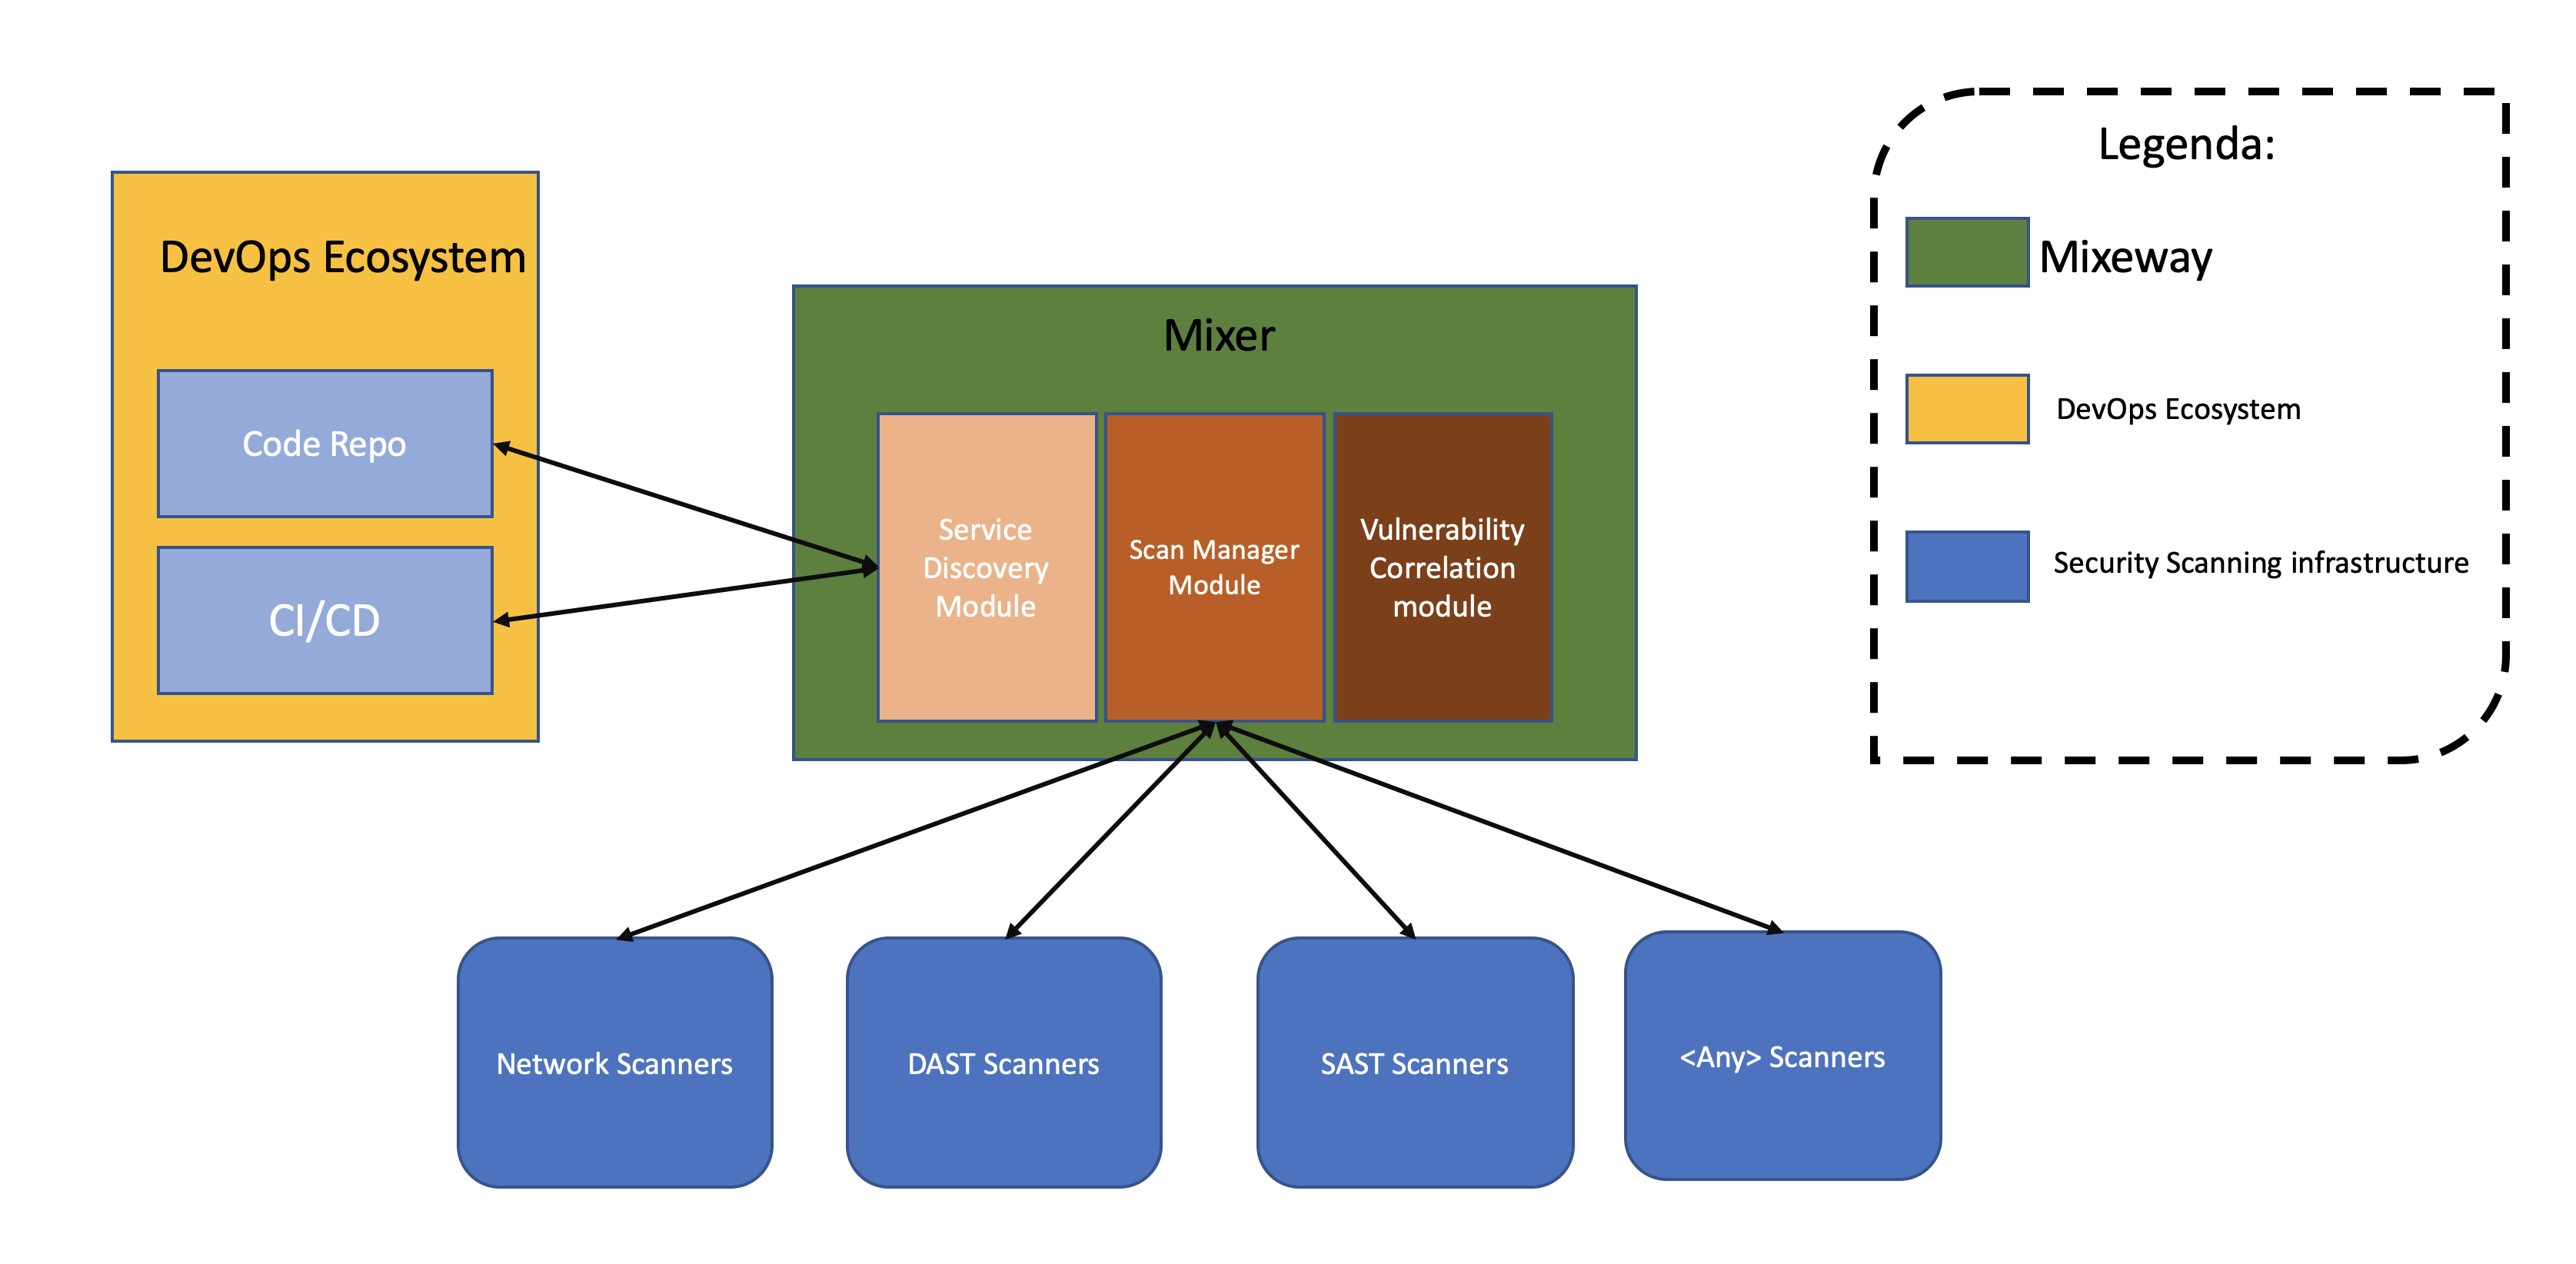 DevOps Ecosystem
Code Repo
CI/CD
Mixer
Service
Discovery
Module
Scan Manager
Module
Vulnerability
Correlation
module
Network Scanners
DAST Scanners
SAST Scanners
<Any> Scanners
Legenda:
Mixeway
DevOps Ecosystem
Security Scanning infrastructure